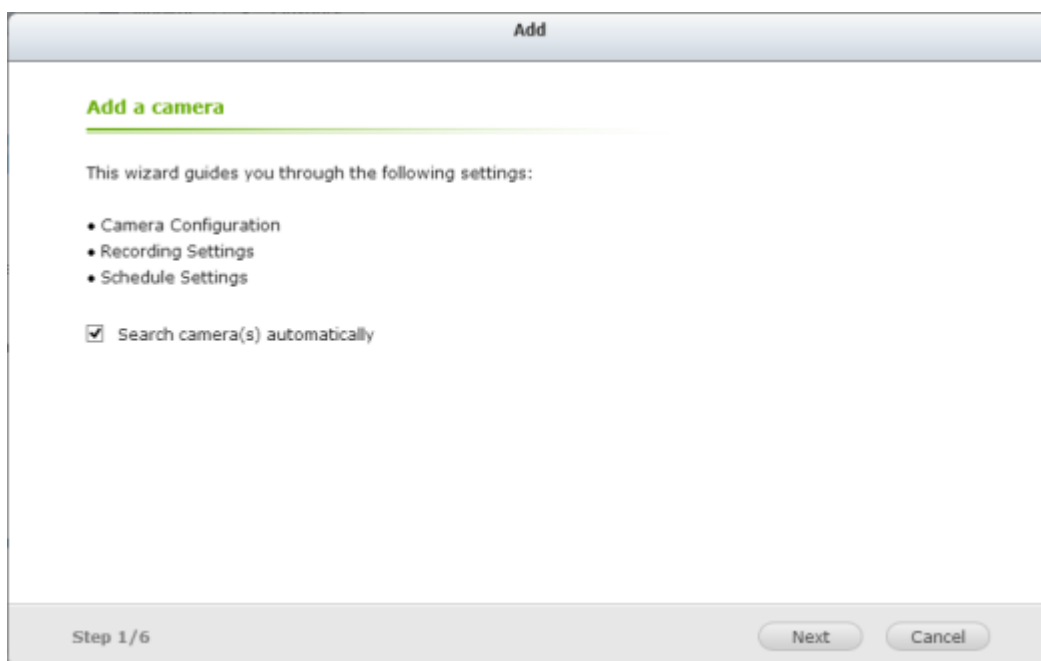 Add
Add a camera
This wizard guides you through the following settings:
• Camera Configuration
• Recording Settings
• Schedule Settings
Search camera(s) automatically
Step 1/6
Next
Cancel